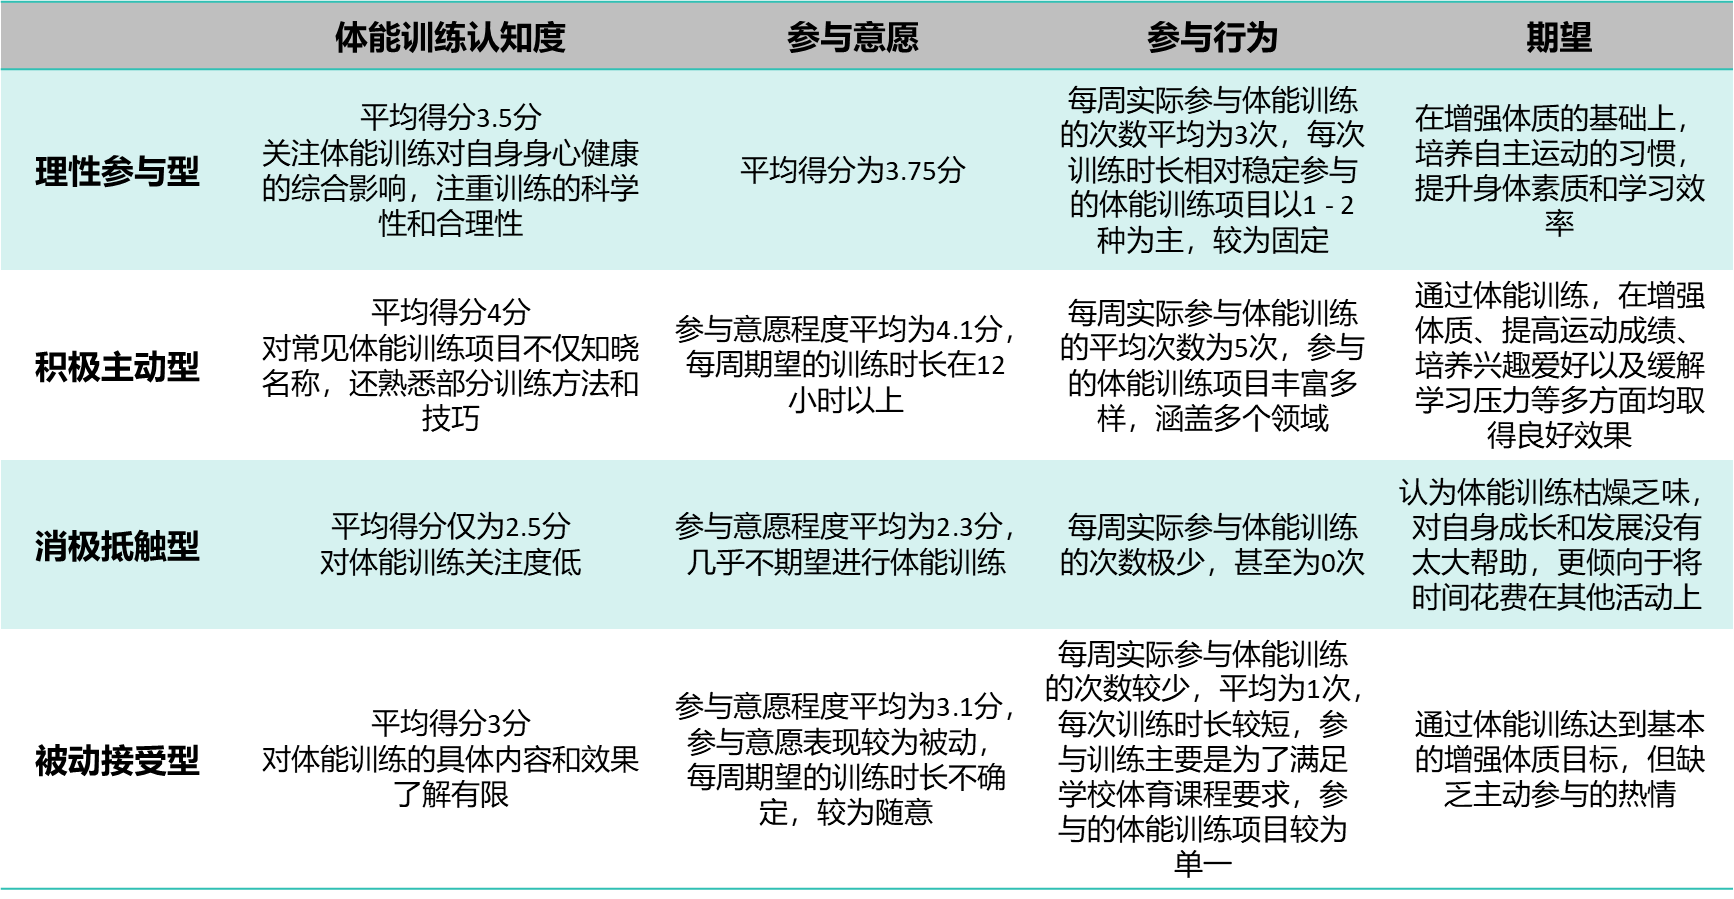 体能训练认知度 参与意愿 参与行为 期望
理性参与型
平均得分3.5分
关注体能训练对自身身心健康
的综合影响，注重训练的科学
性和合理性
平均得分为3.75分
每周实际参与体能训练
的次数平均为3次，每次
训练时长相对稳定参与
的体能训练项目以1 - 2
种为主，较为固定
在增强体质的基础上，
培养自主运动的习惯，
提升身体素质和学习效
率
积极主动型
平均得分4分
对常见体能训练项目不仅知晓
名称，还熟悉部分训练方法和
技巧
参与意愿程度平均为4.1分，
每周期望的训练时长在12
小时以上
每周实际参与体能训练
的平均次数为5次，参与
的体能训练项目丰富多
样，涵盖多个领域
通过体能训练，在增强
体质、提高运动成绩、
培养兴趣爱好以及缓解
学习压力等多方面均取
得良好效果
消极抵触型
平均得分仅为2.5分
对体能训练关注度低
参与意愿程度平均为2.3分，
几乎不期望进行体能训练
每周实际参与体能训练
的次数极少，甚至为0次
认为体能训练枯燥乏味，
对自身成长和发展没有
太大帮助，更倾向于将
时间花费在其他活动上
被动接受型
平均得分3分
对体能训练的具体内容和效果
了解有限
参与意愿程度平均为3.1分，
参与意愿表现较为被动，
每周期望的训练时长不确
定，较为随意
每周实际参与体能训练
的次数较少，平均为1次，
每次训练时长较短，参
与训练主要是为了满足
学校体育课程要求，参
与的体能训练项目较为
单一
通过体能训练达到基本
的增强体质目标，但缺
乏主动参与的热情